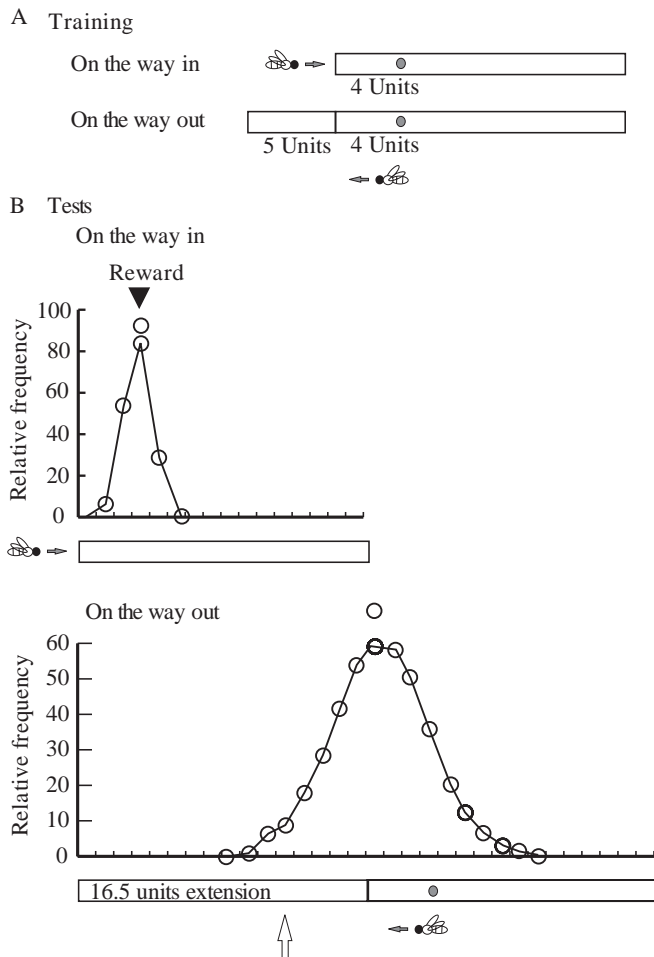 A Training
On the way in
4 Units
On the way out
5 Units 4 Units
B Tests
On the way in
Reward
Relative frequency
100
80
60
40
20
0
On the way out
Relative frequency
60
50
40
30
20
10
0
16.5 units extension